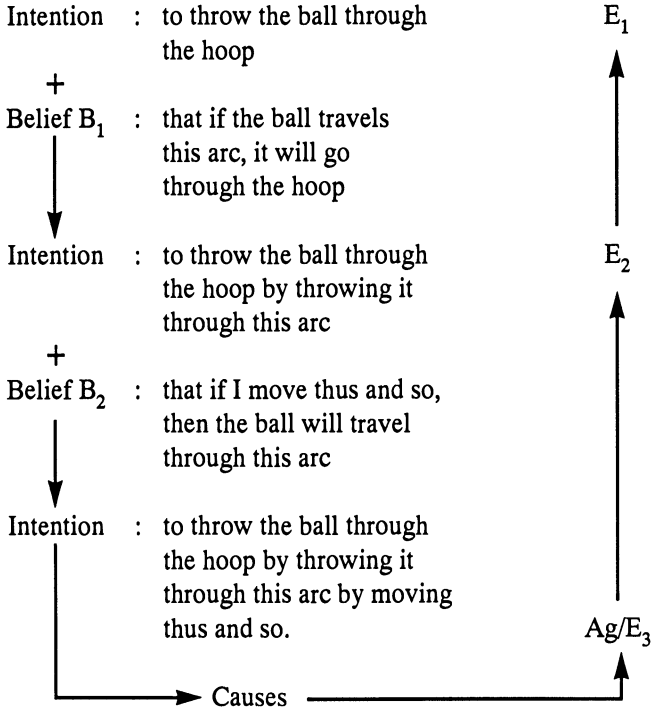 Intention : to throw the ball through E₁
the hoop
+
Belief B₁ : that if the ball travels
this arc, it will go
through the hoop
Intention : to throw the ball through E₂
the hoop by throwing it
through this arc
+
Belief B₂ : that if I move thus and so,
then the ball will travel
through this arc
Intention : to throw the ball through
the hoop by throwing it
through this arc by moving
thus and so. Ag/E₃
Causes